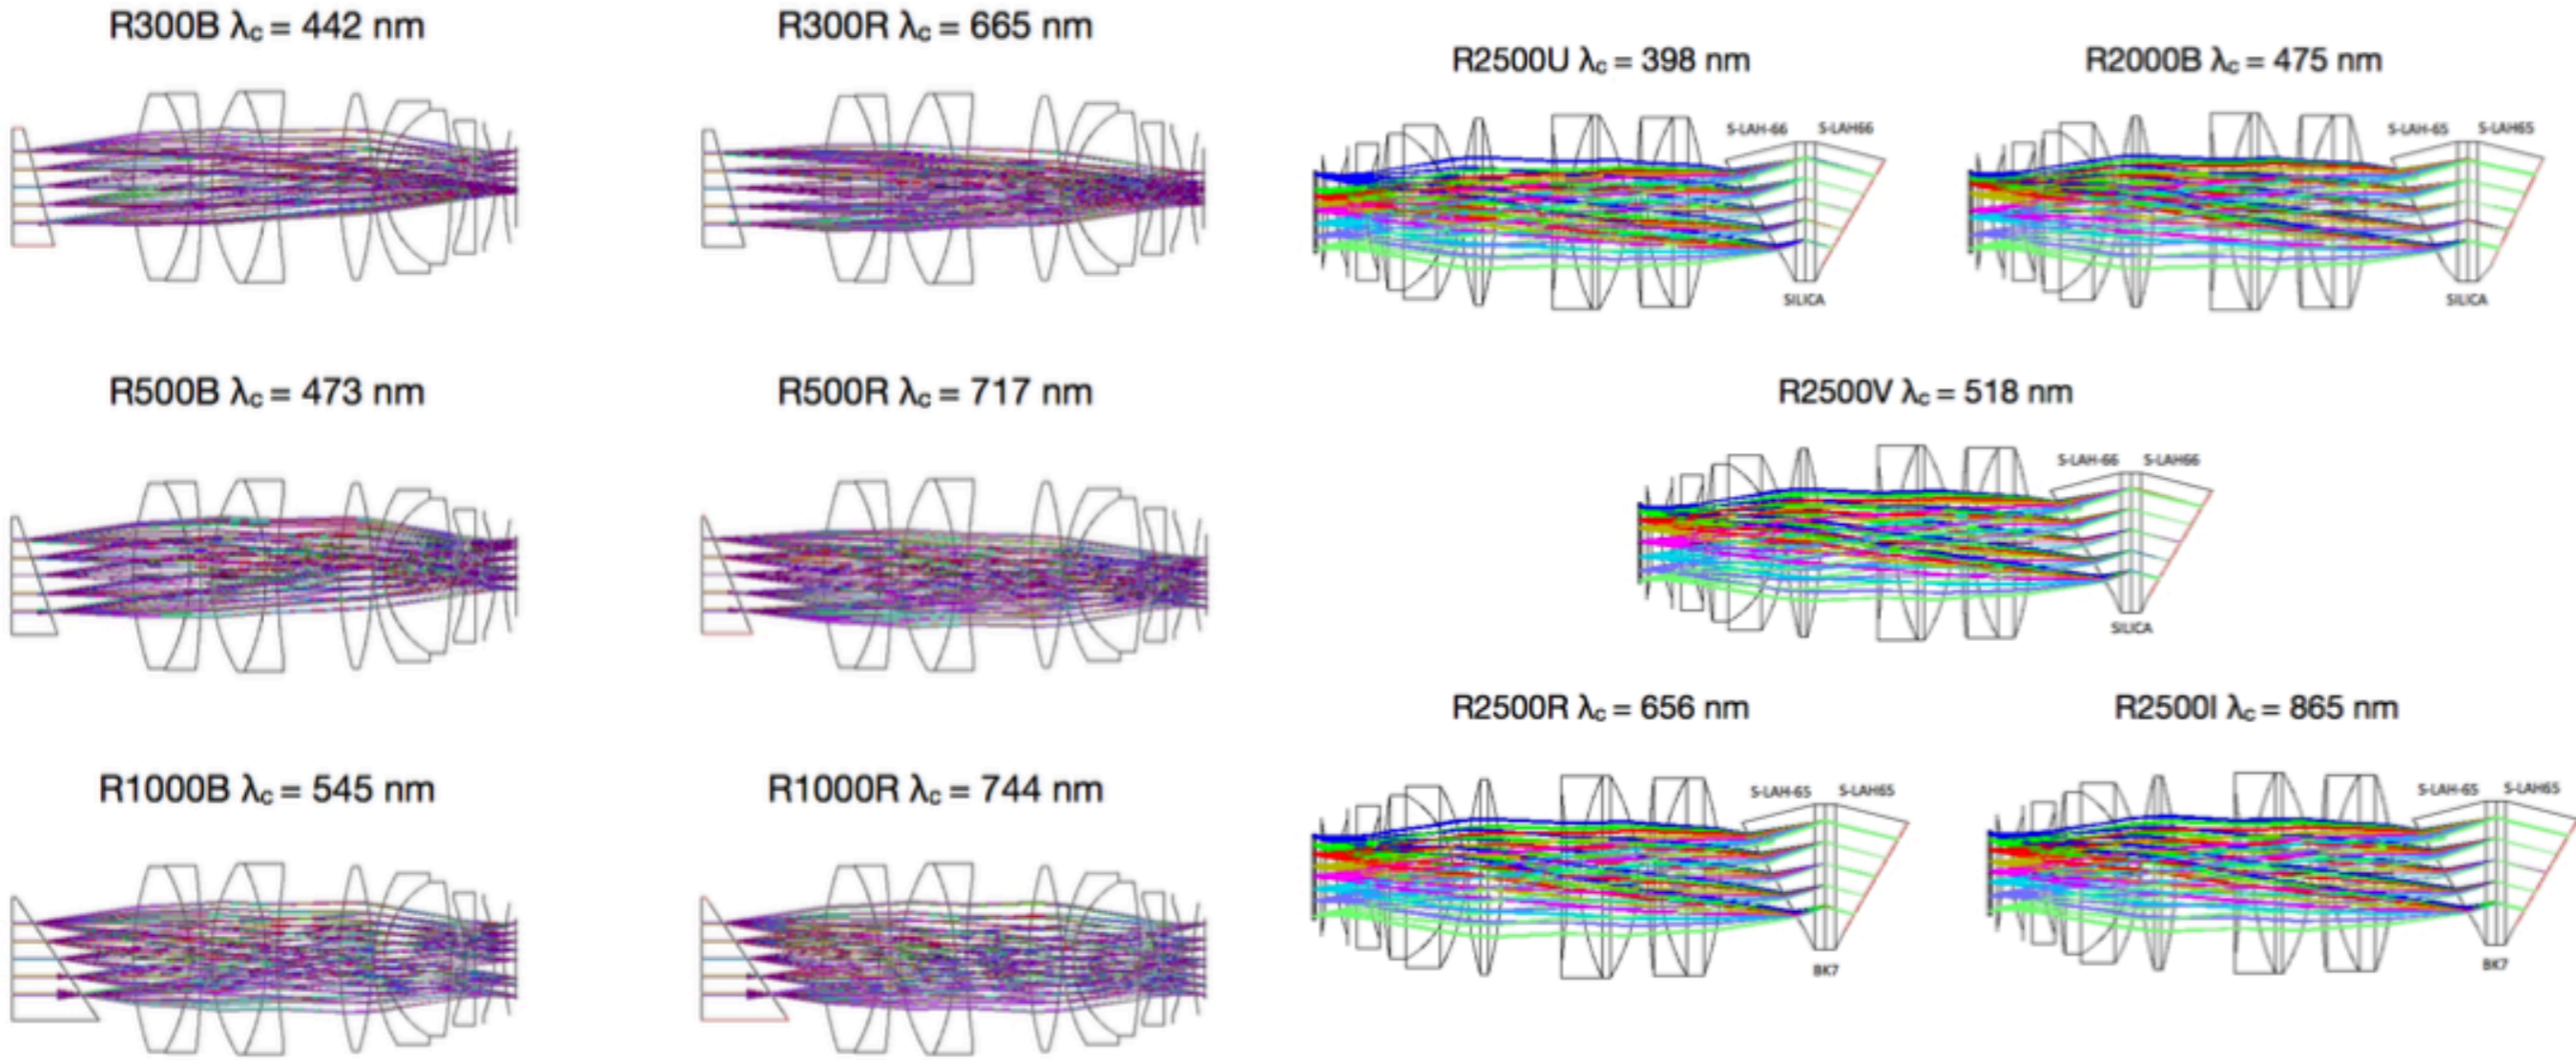 R300B λc = 442 nm
R300R λc = 665 nm
R2500U λc = 398 nm
R2000B λc = 475 nm
S-LAH-66 S-LAH66
SILICA
S-LAH-65 S-LAH65
SILICA
R500B λc = 473 nm
R500R λc = 717 nm
R2500V λc = 518 nm
S-LAH-66 S-LAH66
SILICA
R1000B λc = 545 nm
R1000R λc = 744 nm
R2500R λc = 656 nm
R2500I λc = 865 nm
S-LAH-65 S-LAH65
BK7
S-LAH-65 S-LAH65
BK7